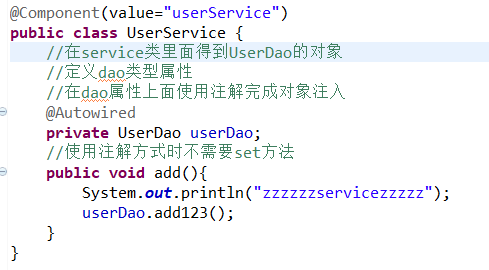 @Component(value="userService")
public class UserService {
//在service类里面得到UserDao的对象
//定义dao类型属性
//在dao属性上面使用注解完成对象注入
@Autowired
private UserDao userDao;
//使用注解方式时不需要set方法
public void add(){
System.out.println("zzzzzzservicezzzzz");
userDao.add123();
}
}